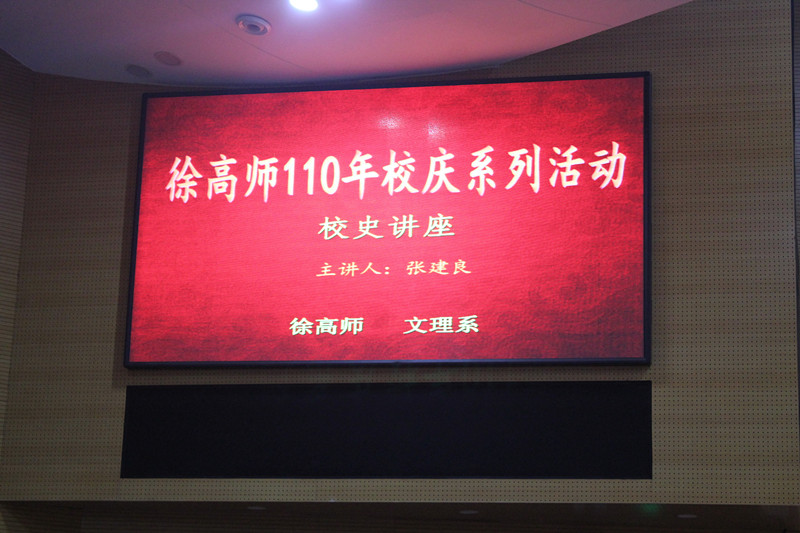 徐高师110年校庆系列活动
校史讲座
主讲人：张建良
徐高师 文理系